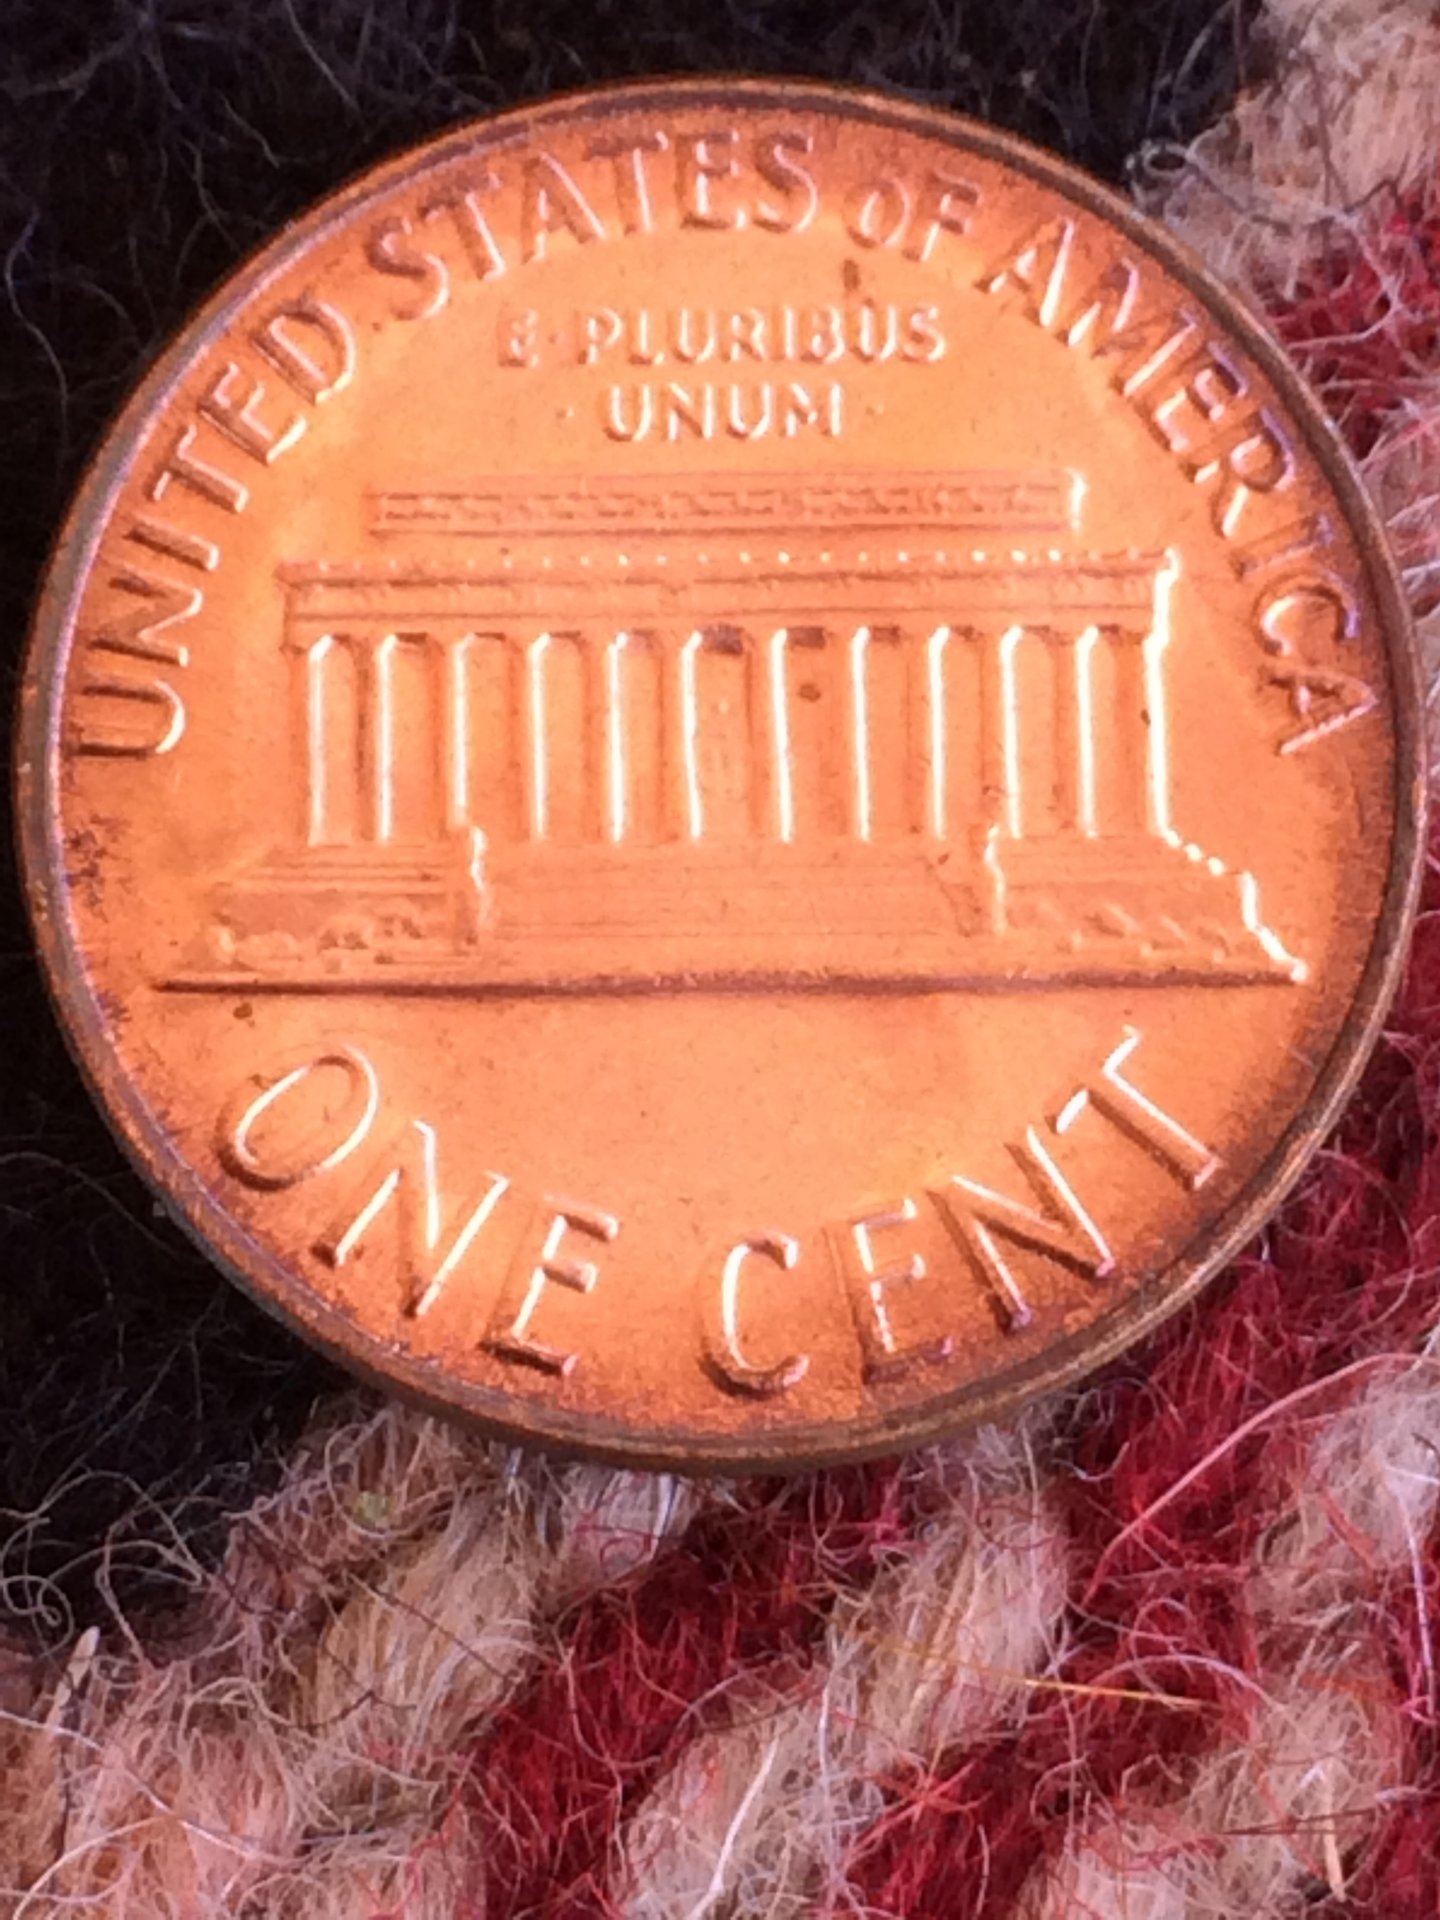 UNITED STATES OF AMERICA
E · PLURIBUS
· UNUM ·
ONE CENT